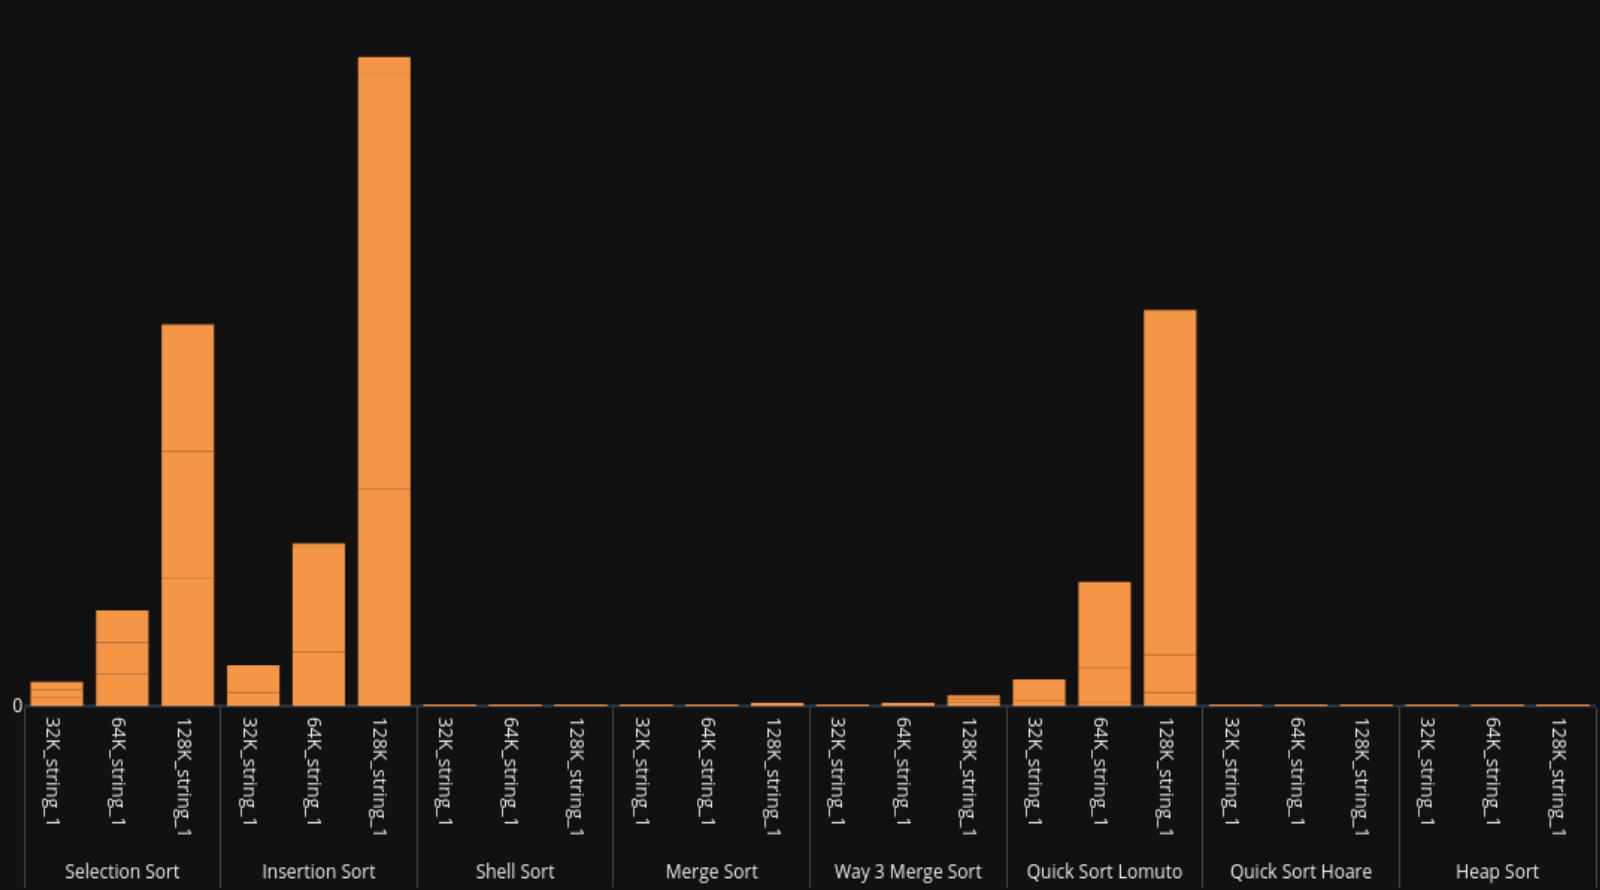 0
32K_string_1
64K_string_1
128K_string_1
32K_string_1
64K_string_1
128K_string_1
32K_string_1
64K_string_1
128K_string_1
32K_string_1
64K_string_1
128K_string_1
32K_string_1
64K_string_1
128K_string_1
32K_string_1
64K_string_1
128K_string_1
32K_string_1
64K_string_1
128K_string_1
32K_string_1
64K_string_1
128K_string_1
Selection Sort
Insertion Sort
Shell Sort
Merge Sort
Way 3 Merge Sort
Quick Sort Lomuto
Quick Sort Hoare
Heap Sort